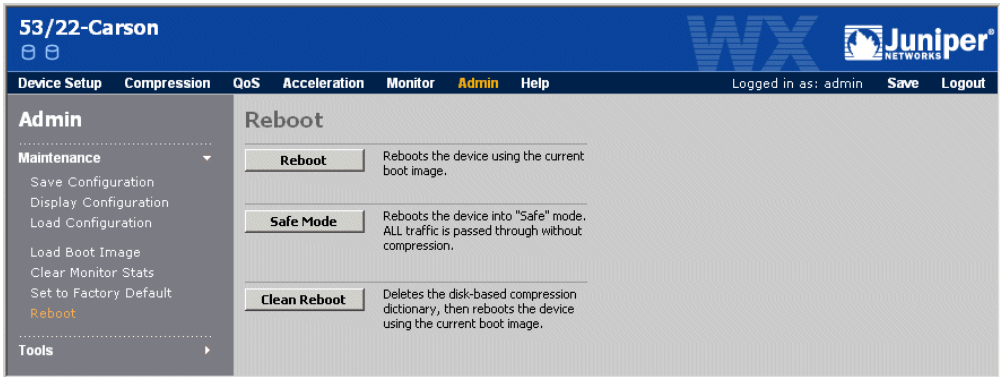 53/22-Carson
WX
Juniper®
NETWORKS
Device Setup Compression QoS Acceleration Monitor Admin Help Logged in as: admin Save Logout
Admin
Maintenance
Save Configuration
Display Configuration
Load Configuration
Load Boot Image
Clear Monitor Stats
Set to Factory Default
Reboot
Tools
Reboot
Reboot
Reboots the device using the current
boot image.
Safe Mode
Reboots the device into "Safe" mode.
ALL traffic is passed through without
compression.
Clean Reboot
Deletes the disk-based compression
dictionary, then reboots the device
using the current boot image.